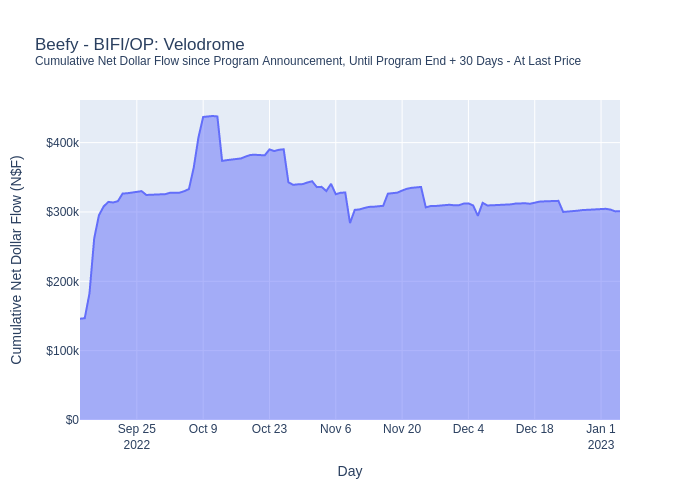 Beefy - BIFI/OP: Velodrome
Cumulative Net Dollar Flow since Program Announcement, Until Program End + 30 Days - At Last Price
Cumulative Net Dollar Flow (N$F)
$400k
$300k
$200k
$100k
$0
Sep 25
2022
Oct 9
Oct 23
Nov 6
Nov 20
Dec 4
Dec 18
Jan 1
2023
Day